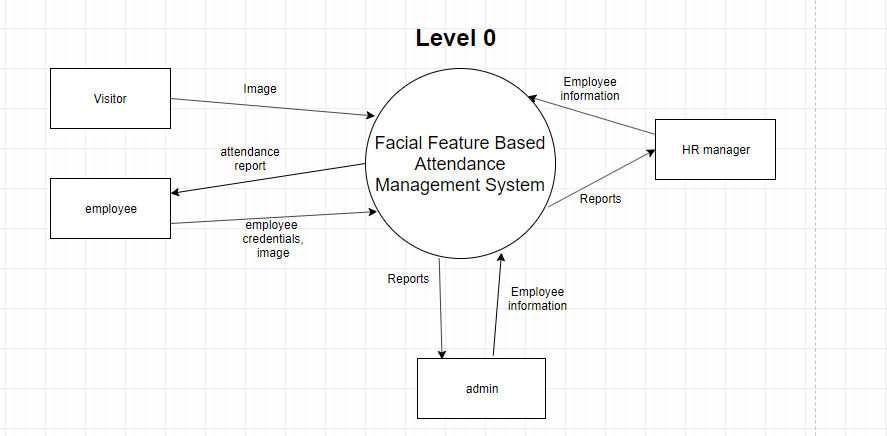 Level 0
Visitor
Image
Employee
information
HR manager
Facial Feature Based
Attendance
Management System
attendance
report
employee
employee
credentials,
image
Reports
Reports
Employee
information
admin